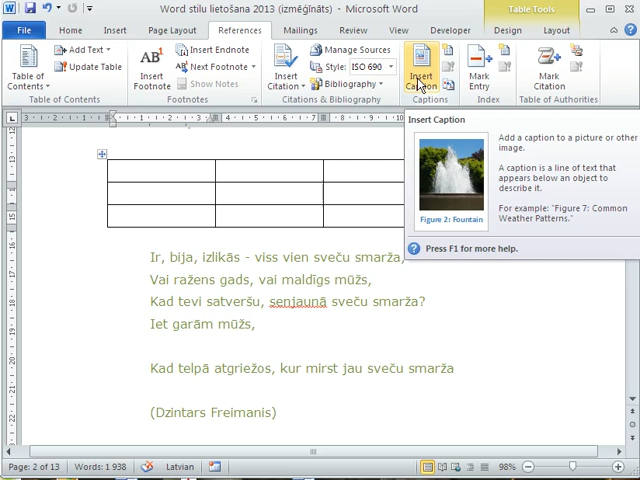 Word stilu lietošana 2013 (izmēģināts) - Microsoft Word
Table Tools
File Home Insert Page Layout References Mailings Review View Developer Design Layout
Table of Contents
Add Text
Update Table
Table of Contents
AB¹
Insert Footnote
Insert Endnote
Next Footnote
Show Notes
Footnotes
Insert Citation
Manage Sources
Style: ISO 690
Bibliography
Citations & Bibliography
Insert Caption
Captions
Mark Entry
Index
Mark Citation
Table of Authorities
Insert Caption
Add a caption to a picture or other image.
A caption is a line of text that appears below an object to describe it.
For example: "Figure 7: Common Weather Patterns."
Figure 2: Fountain
Press F1 for more help.
Ir, bija, izlikās - viss vien sveču smarža,
Vai ražens gads, vai maldīgs mūžs,
Kad tevi satveršu, senjaunā sveču smarža?
Iet garām mūžs,
Kad telpā atgriežos, kur mirst jau sveču smarža
(Dzintars Freimanis)
Page: 2 of 13 Words: 1 938 Latvian 98%